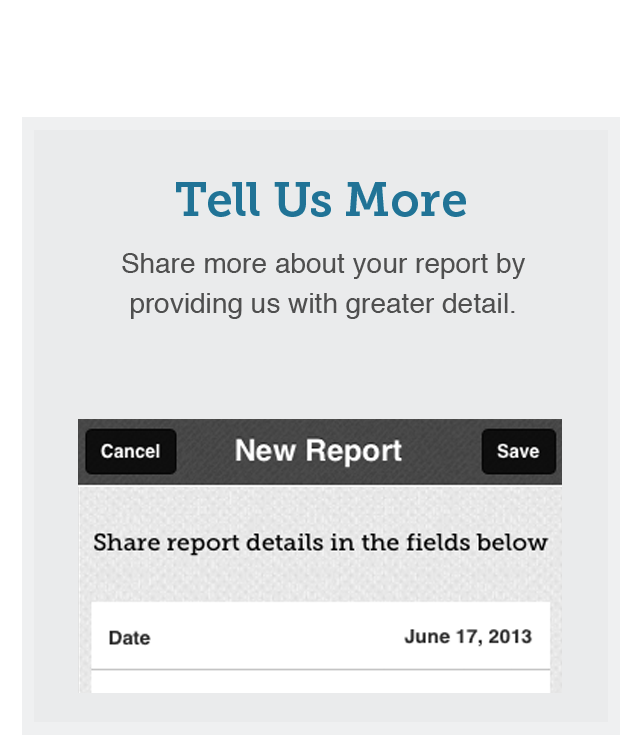 Tell Us More
Share more about your report by
providing us with greater detail.
Cancel New Report Save
Share report details in the fields below
Date June 17, 2013